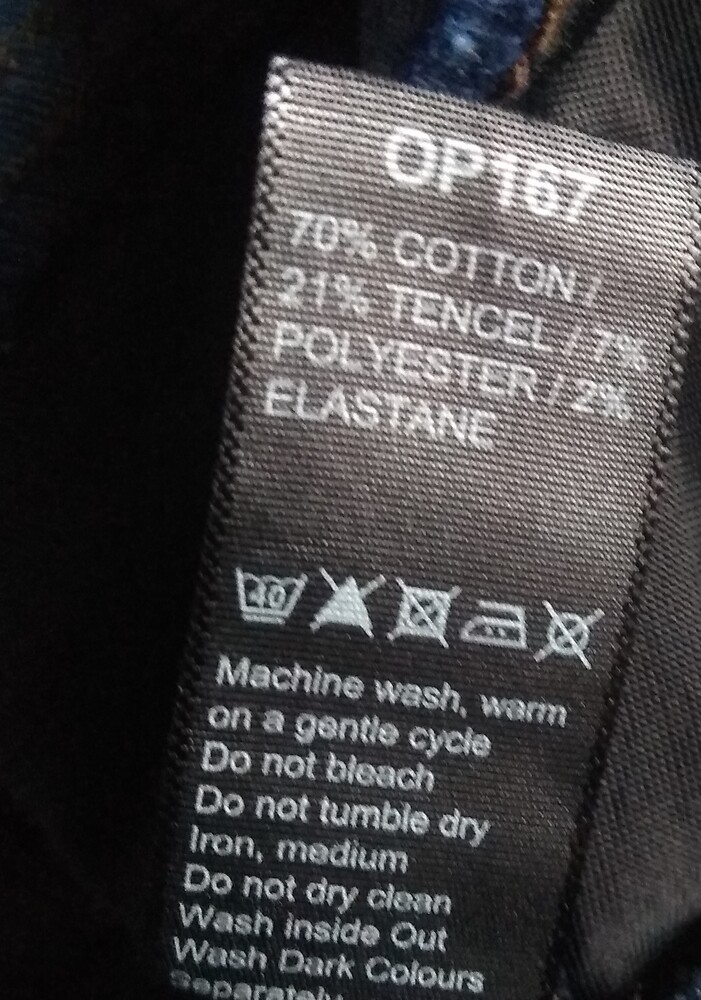 OP167
70% COTTON /
21% TENCEL / 7%
POLYESTER / 2%
ELASTANE
40
Machine wash, warm
on a gentle cycle
Do not bleach
Do not tumble dry
Iron, medium
Do not dry clean
Wash inside Out
Wash Dark Colours
Separately